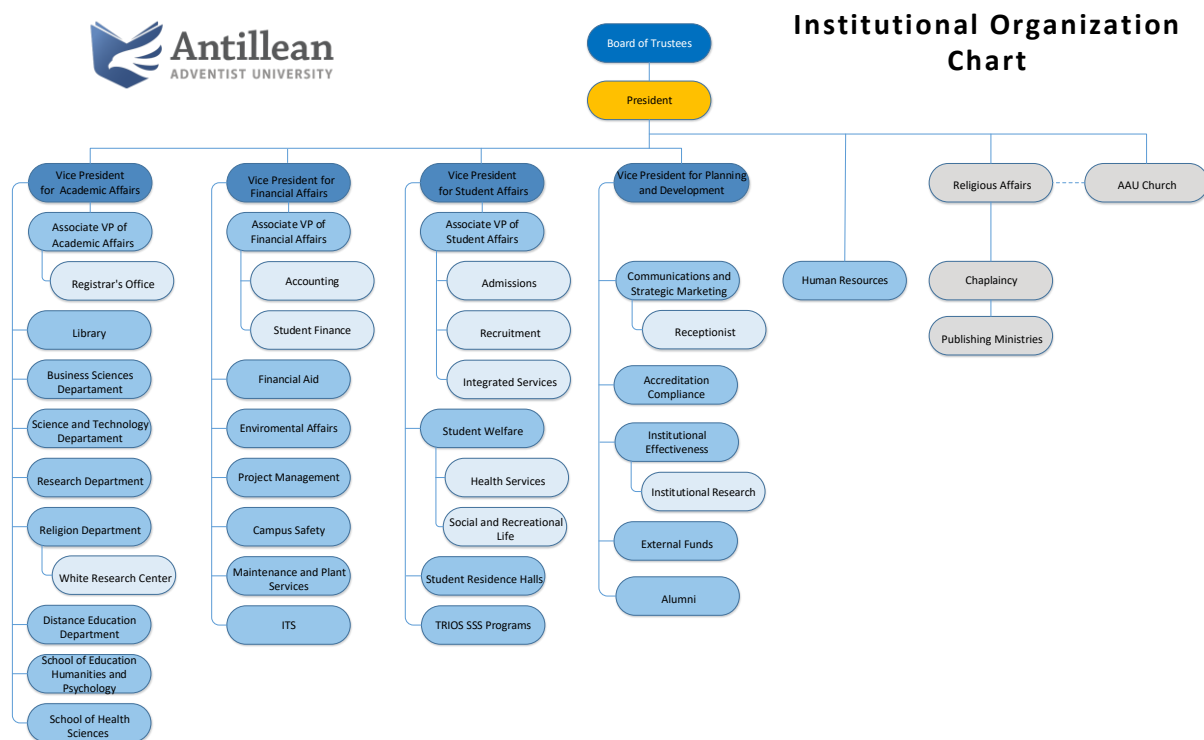 Antillean
ADVENTIST UNIVERSITY
Institutional Organization
Chart
Board of Trustees
President
Vice President
for Academic Affairs
Associate VP of
Academic Affairs
Registrar's Office
Library
Business Sciences
Departament
Science and Technology
Departament
Research Department
Religion Department
White Research Center
Distance Education
Department
School of Education
Humanities and
Psychology
School of Health
Sciences
Vice President for
Financial Affairs
Associate VP of
Financial Affairs
Accounting
Student Finance
Financial Aid
Enviromental Affairs
Project Management
Campus Safety
Maintenance and Plant
Services
ITS
Vice President
for Student Affairs
Associate VP of
Student Affairs
Admissions
Recruitment
Integrated Services
Student Welfare
Health Services
Social and Recreational
Life
Student Residence Halls
TRIOS SSS Programs
Vice President for Planning
and Development
Communications and
Strategic Marketing
Receptionist
Accreditation
Compliance
Institutional
Effectiveness
Institutional Research
External Funds
Alumni
Human Resources
Religious Affairs
Chaplaincy
Publishing Ministries
AAU Church